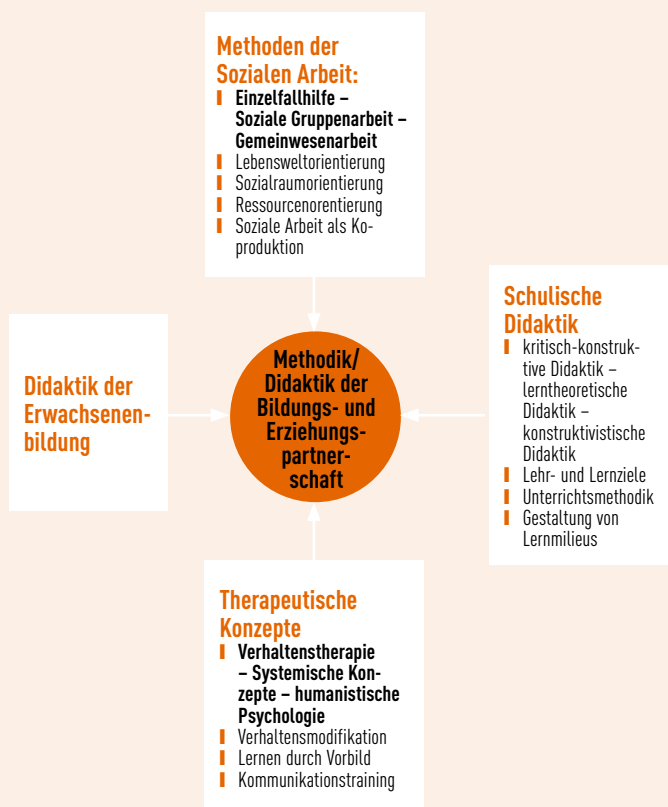 Methoden der
Sozialen Arbeit:
Einzelfallhilfe –
Soziale Gruppenarbeit –
Gemeinwesenarbeit
Lebensweltorientierung
Sozialraumorientierung
Ressourcenorentierung
Soziale Arbeit als Ko-
produktion
Didaktik der
Erwachsenen-
bildung
Methodik/
Didaktik der
Bildungs- und
Erziehungs-
partner-
schaft
Schulische
Didaktik
kritisch-konstruk-
tive Didaktik –
lerntheoretische
Didaktik –
konstruktivistische
Didaktik
Lehr- und Lernziele
Unterrichtsmethodik
Gestaltung von
Lernmilieus
Therapeutische
Konzepte
Verhaltenstherapie
– Systemische Kon-
zepte – humanistische
Psychologie
Verhaltensmodifikation
Lernen durch Vorbild
Kommunikationstraining